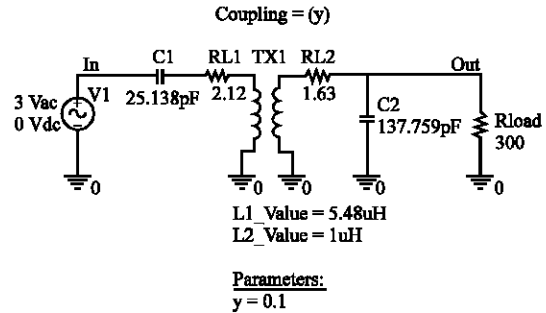 Coupling = (y)
In
C1
RL1
TX1
RL2
Out
3 Vac
0 Vdc
V1
25.138pF
2.12
1.63
C2
137.759pF
Rload
300
0
0
0
0
0
L1_Value = 5.48uH
L2_Value = 1uH
Parameters:
y = 0.1